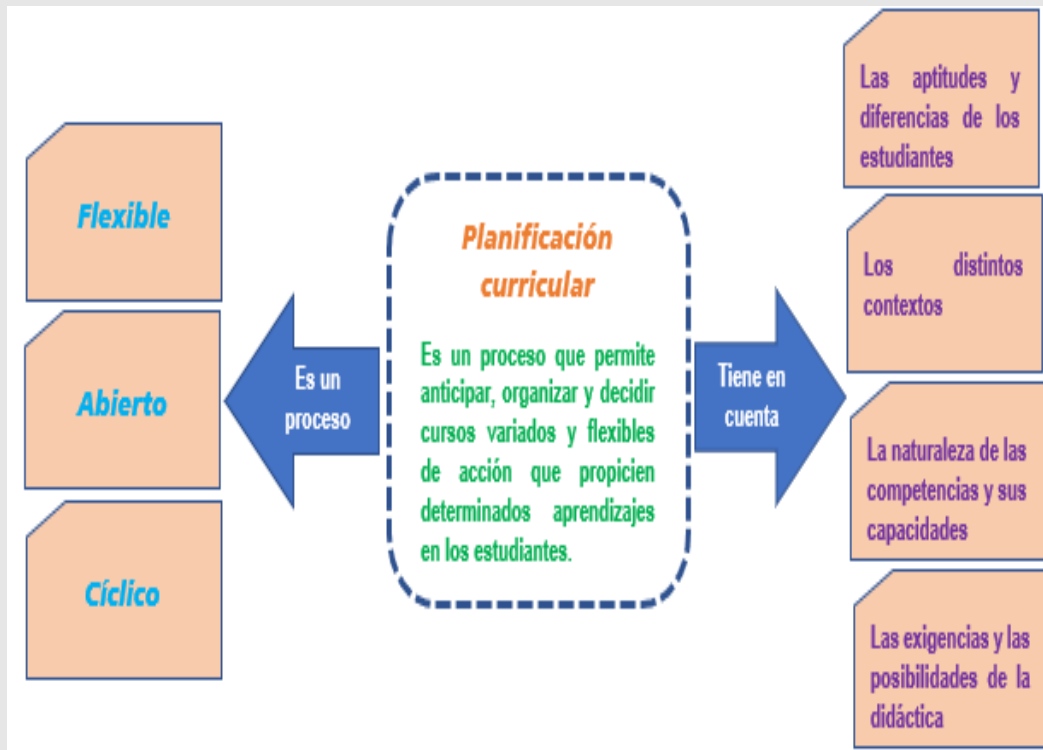 Flexible
Abierto
Cíclico
Es un
proceso
Planificación
curricular
Es un proceso que permite
anticipar, organizar y decidir
cursos variados y flexibles
de acción que propicien
determinados aprendizajes
en los estudiantes.
Tiene en
cuenta
Las aptitudes y
diferencias de los
estudiantes
Los distintos
contextos
La naturaleza de las
competencias y sus
capacidades
Las exigencias y las
posibilidades de la
didáctica